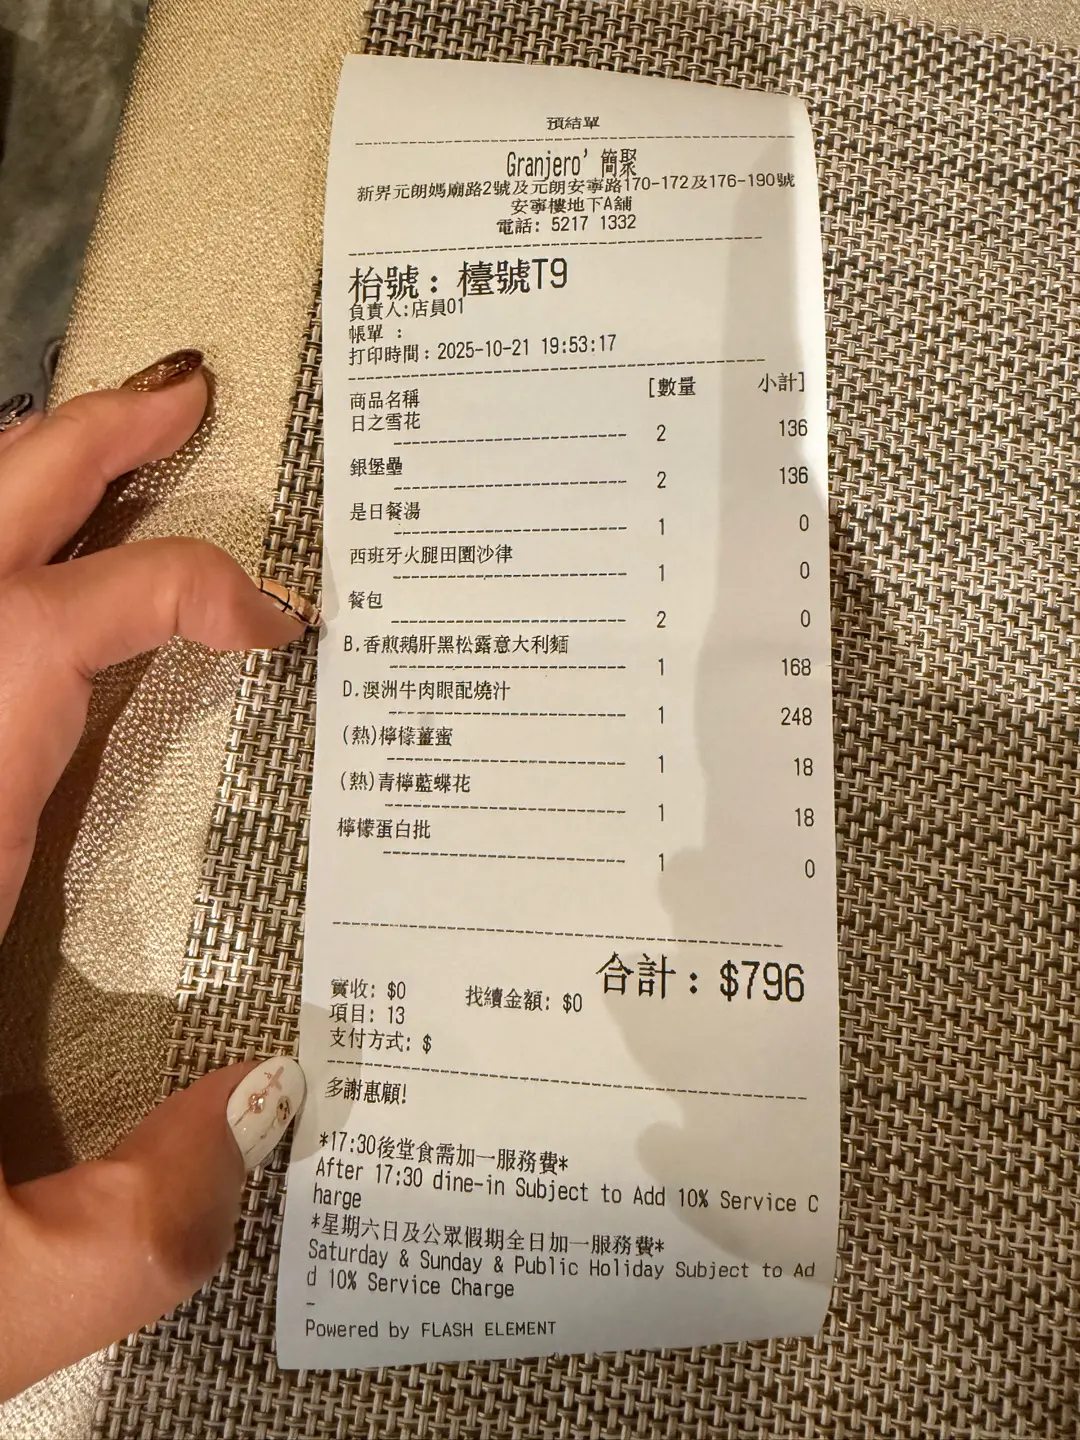 預結單
Granjero' 簡聚
新界元朗媽廟路2號及元朗安寧路170-172及176-190號
安寧樓地下A舖
電話: 5217 1332
枱號: 檯號T9
負責人:店員01
帳單 :
打印時間: 2025-10-21 19:53:17
商品名稱 [數量 小計]
日之雪花
2 136
銀堡壘
2 136
是日餐湯
1 0
西班牙火腿田園沙律
1 0
餐包
2 0
B.香煎鵝肝黑松露意大利麵
1 168
D.澳洲牛肉眼配燒汁
1 248
(熱)檸檬薑蜜
1 18
(熱)青檸藍蝶花
1 18
檸檬蛋白批
1 0
合計: $796
實收: $0 找續金額: $0
項目: 13
支付方式: $
多謝惠顧!
*17:30後堂食需加一服務費*
After 17:30 dine-in Subject to Add 10% Service C
harge
*星期六日及公眾假期全日加一服務費*
Saturday & Sunday & Public Holiday Subject to Ad
d 10% Service Charge
-
Powered by FLASH ELEMENT